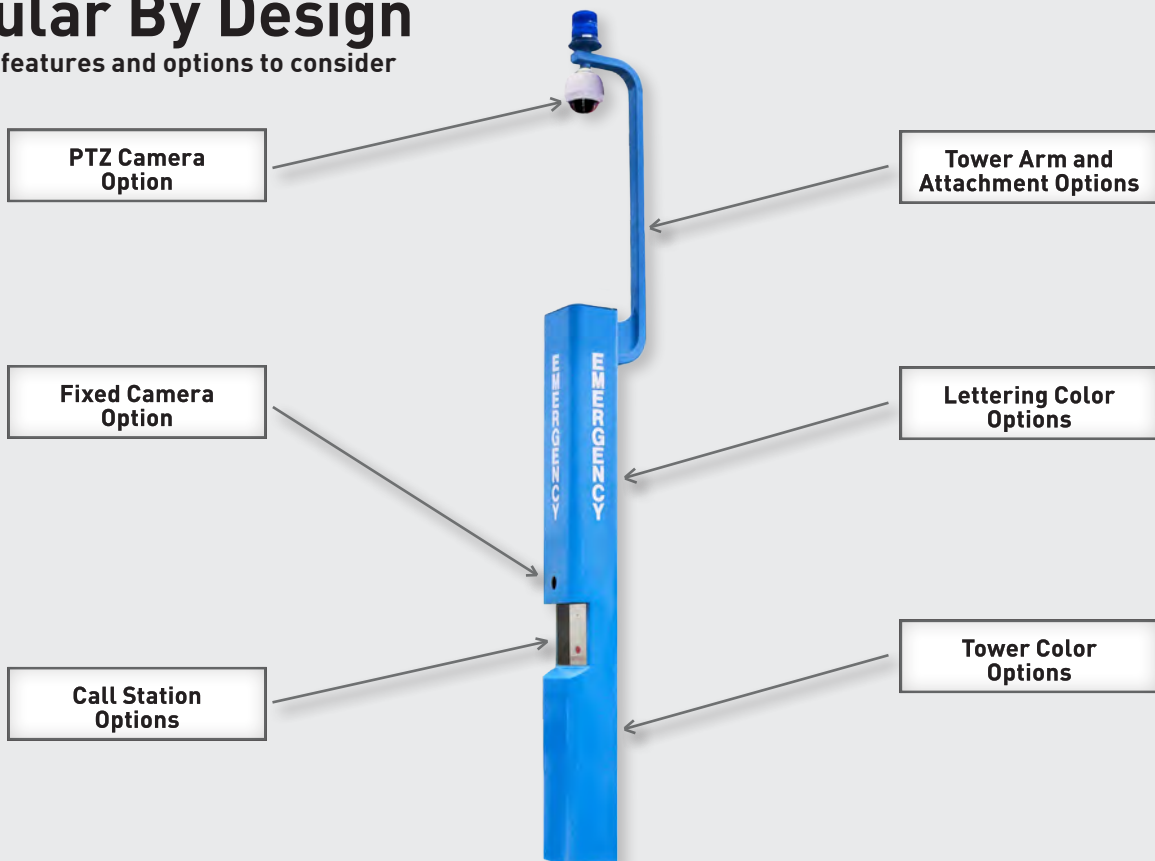 ular By Design
features and options to consider
PTZ Camera
Option
Tower Arm and
Attachment Options
Fixed Camera
Option
Lettering Color
Options
EMERGENCY
EMERGENCY
Call Station
Options
Tower Color
Options